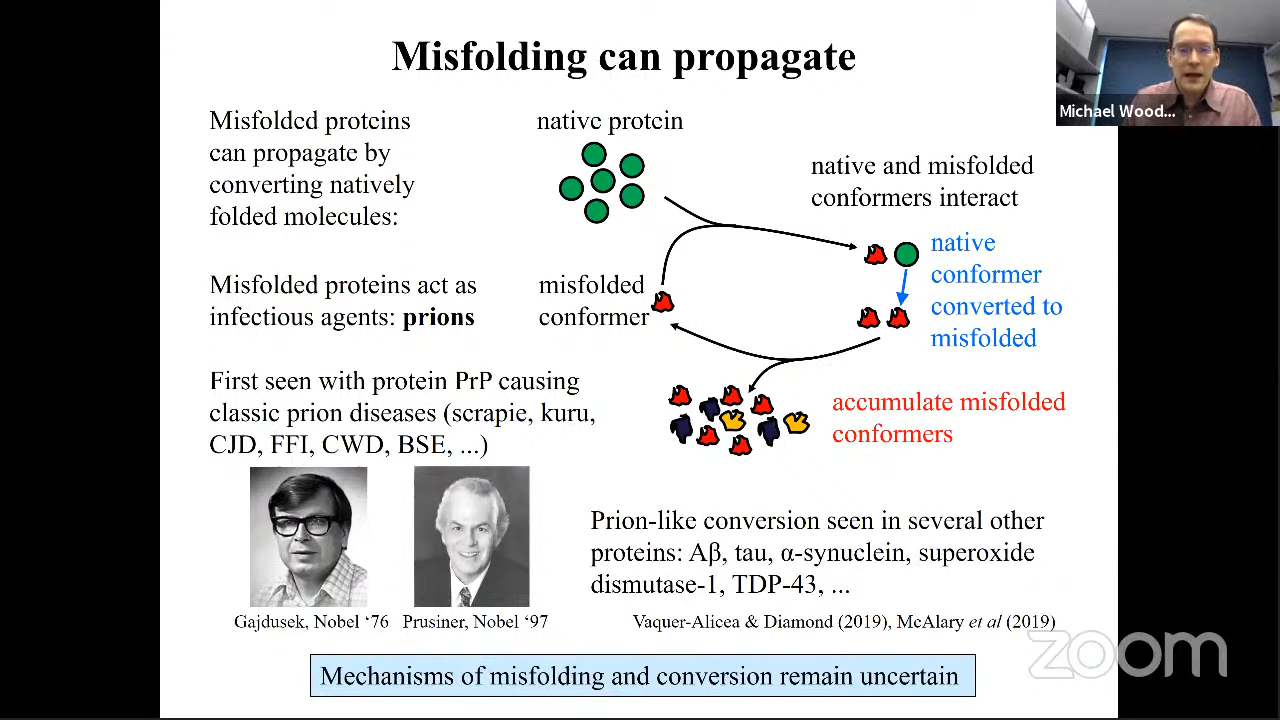 Misfolding can propagate
Michael Wood...
Misfolded proteins
can propagate by
converting natively
folded molecules:
native protein
native and misfolded
conformers interact
native
conformer
converted to
misfolded
Misfolded proteins act as
infectious agents: prions
misfolded
conformer
First seen with protein PrP causing
classic prion diseases (scrapie, kuru,
CJD, FFI, CWD, BSE, ...)
accumulate misfolded
conformers
Gajdusek, Nobel ‘76
Prusiner, Nobel ‘97
Prion-like conversion seen in several other
proteins: Aβ, tau, α-synuclein, superoxide
dismutase-1, TDP-43, ...
Vaquer-Alicea & Diamond (2019), McAlary et al (2019)
Mechanisms of misfolding and conversion remain uncertain
zoom